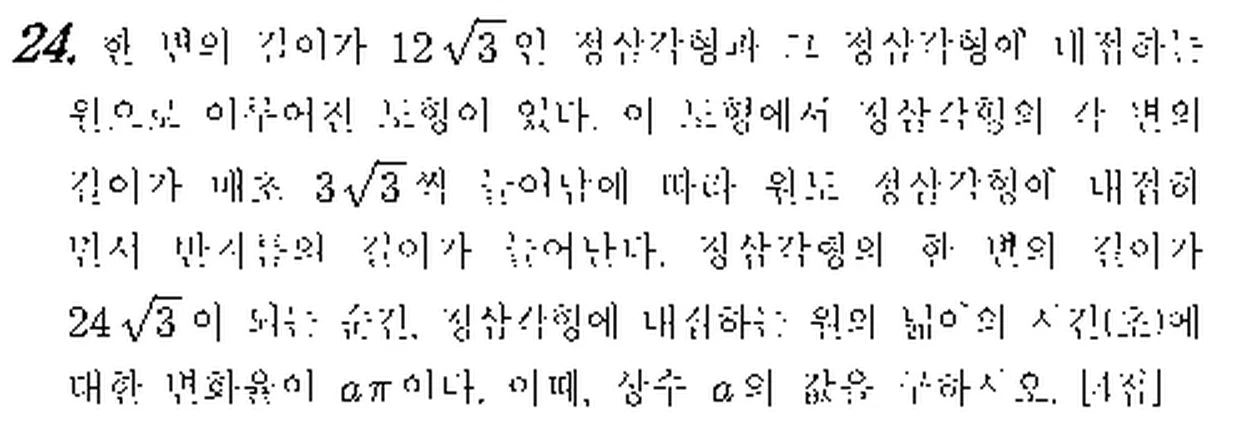 24. 한 변의 길이가 12√3 인 정삼각형과 그 정삼각형에 내접하는
원으로 이루어진 도형이 있다. 이 도형에서 정삼각형의 각 변의
길이가 매초 3√3 씩 늘어남에 따라 원도 정삼각형에 내접하
면서 반지름의 길이가 늘어난다. 정삼각형의 한 변의 길이가
24√3 이 되는 순간, 정삼각형에 내접하는 원의 넓이의 시간(초)에
대한 변화율이 aπ 이다. 이때, 상수 a 의 값을 구하시오. [4점]